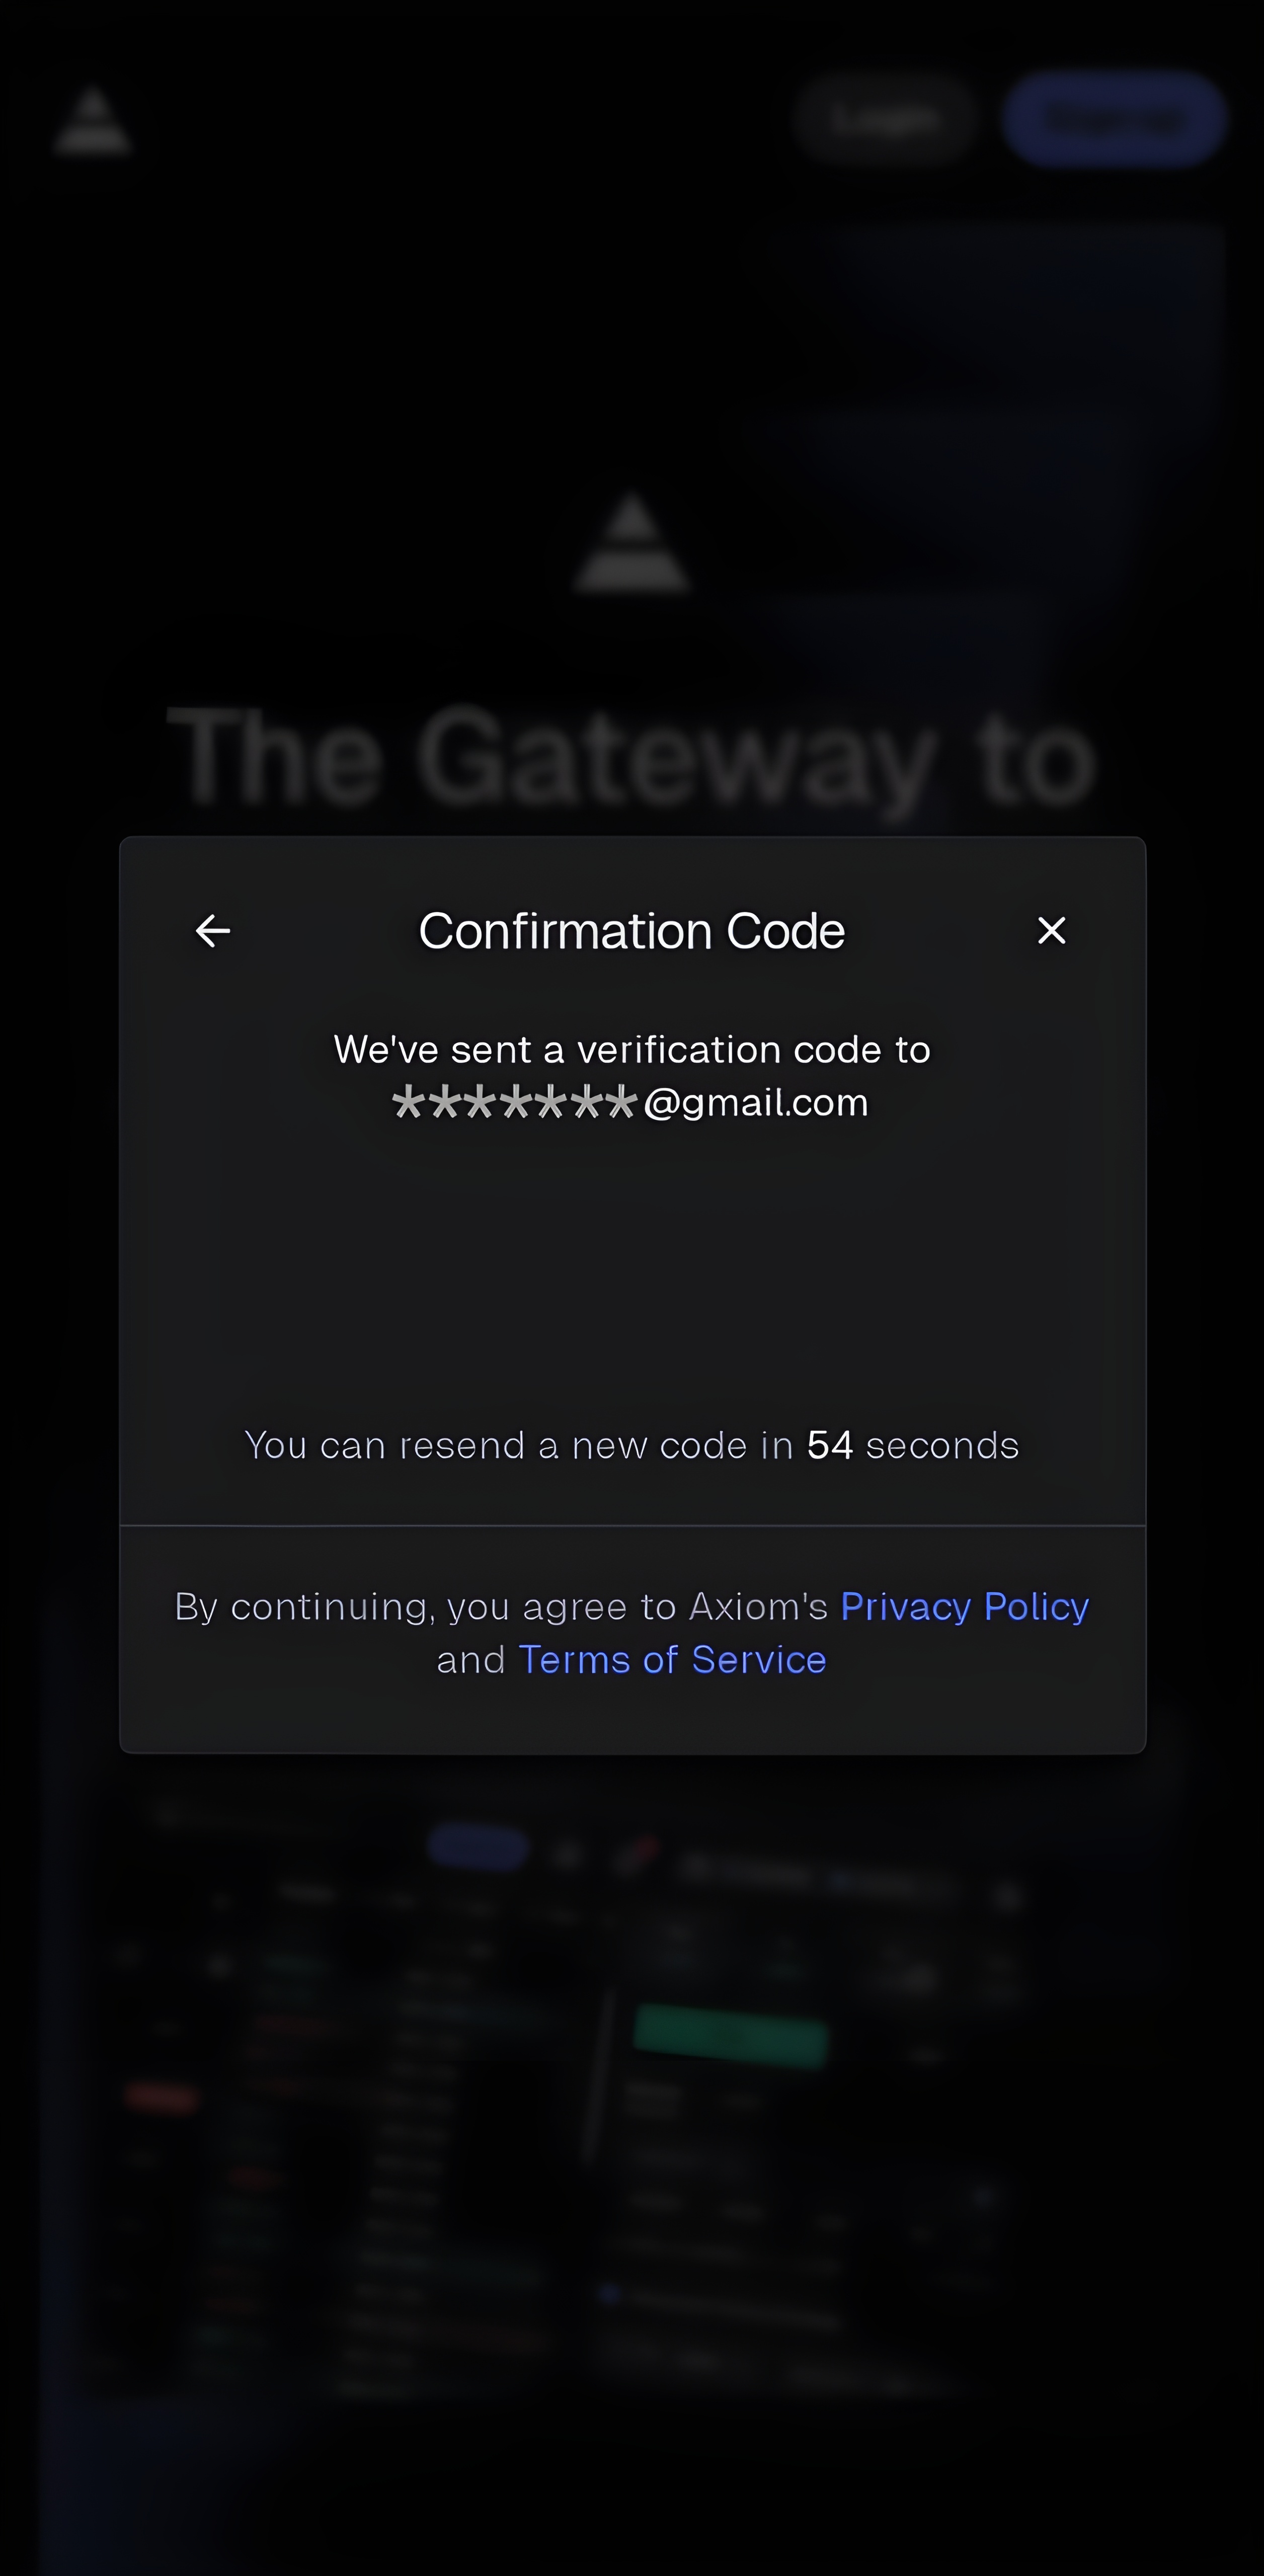 Login
The Gateway to
Confirmation Code
We've sent a verification code to
*******@gmail.com
You can resend a new code in 54 seconds
By continuing, you agree to Axiom's Privacy Policy
and Terms of Service